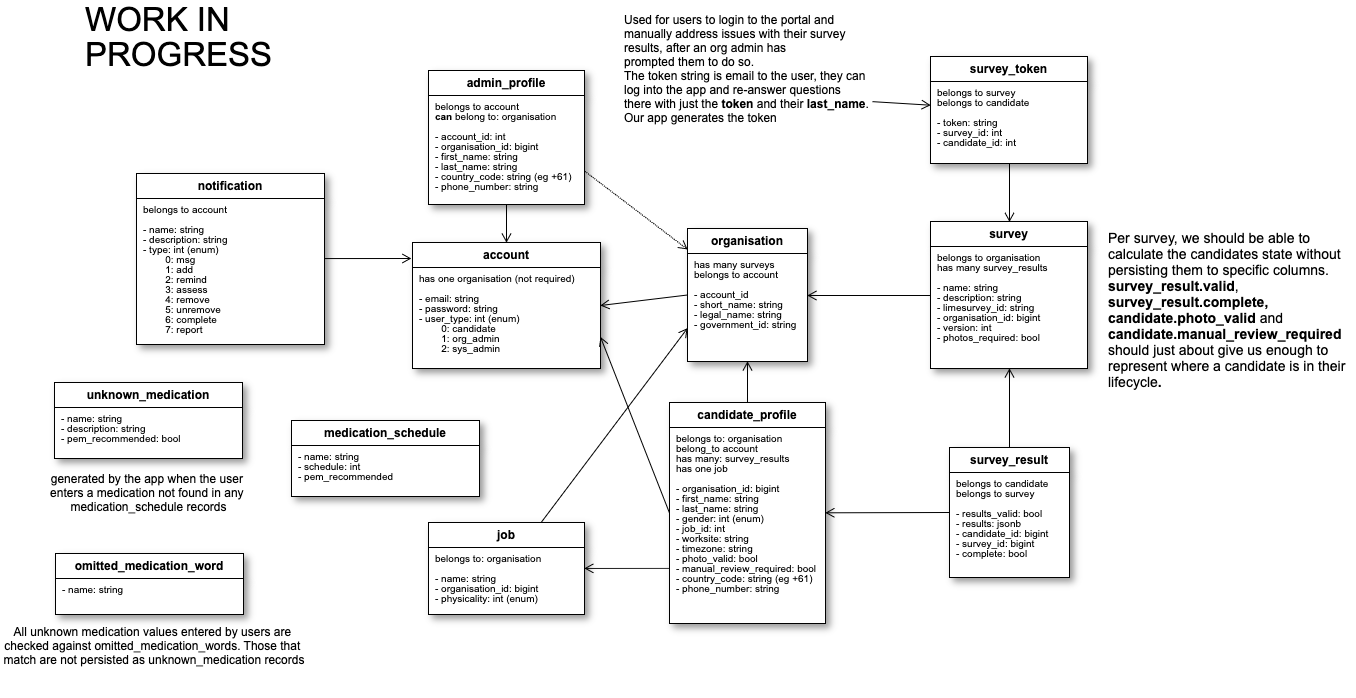 WORK IN
PROGRESS
Used for users to login to the portal and
manually address issues with their survey
results, after an org admin has
prompted them to do so.
The token string is email to the user, they can
log into the app and re-answer questions
there with just the token and their last_name.
Our app generates the token
survey_token
belongs to survey
belongs to candidate
- token: string
- survey_id: int
- candidate_id: int
admin_profile
belongs to account
can belong to: organisation
- account_id: int
- organisation_id: bigint
- first_name: string
- last_name: string
- country_code: string (eg +61)
- phone_number: string
notification
belongs to account
- name: string
- description: string
- type: int (enum)
0: msg
1: add
2: remind
3: assess
4: remove
5: unremove
6: complete
7: report
account
has one organisation (not required)
- email: string
- password: string
- user_type: int (enum)
0: candidate
1: org_admin
2: sys_admin
organisation
has many surveys
belongs to account
- account_id
- short_name: string
- legal_name: string
- government_id: string
survey
belongs to organisation
has many survey_results
- name: string
- description: string
- limesurvey_id: string
- organisation_id: bigint
- version: int
- photos_required: bool
Per survey, we should be able to
calculate the candidates state without
persisting them to specific columns.
survey_result.valid,
survey_result.complete,
candidate.photo_valid and
candidate.manual_review_required
should just about give us enough to
represent where a candidate is in their
lifecycle.
unknown_medication
- name: string
- description: string
- pem_recommended: bool
generated by the app when the user
enters a medication not found in any
medication_schedule records
medication_schedule
- name: string
- schedule: int
- pem_recommended
candidate_profile
belongs to: organisation
belong_to account
has many: survey_results
has one job
- organisation_id: bigint
- first_name: string
- last_name: string
- gender: int (enum)
- job_id: int
- worksite: string
- timezone: string
- photo_valid: bool
- manual_review_required: bool
- country_code: string (eg +61)
- phone_number: string
survey_result
belongs to candidate
belongs to survey
- results_valid: bool
- results: jsonb
- candidate_id: bigint
- survey_id: bigint
- complete: bool
job
belongs to: organisation
- name: string
- organisation_id: bigint
- physicality: int (enum)
omitted_medication_word
- name: string
All unknown medication values entered by users are
checked against omitted_medication_words. Those that
match are not persisted as unknown_medication records